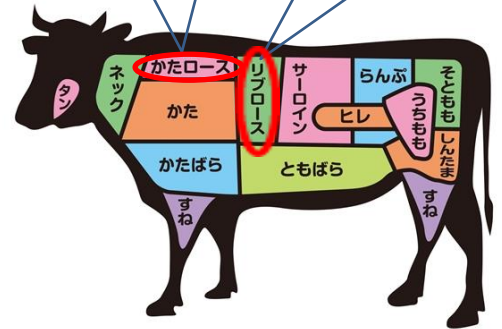 タン
ネック
かたロース
かた
かたばら
すね
リブロース
サーロイン
ヒレ
ともばら
らんぷ
うちもも
そともも
しんたま
すね